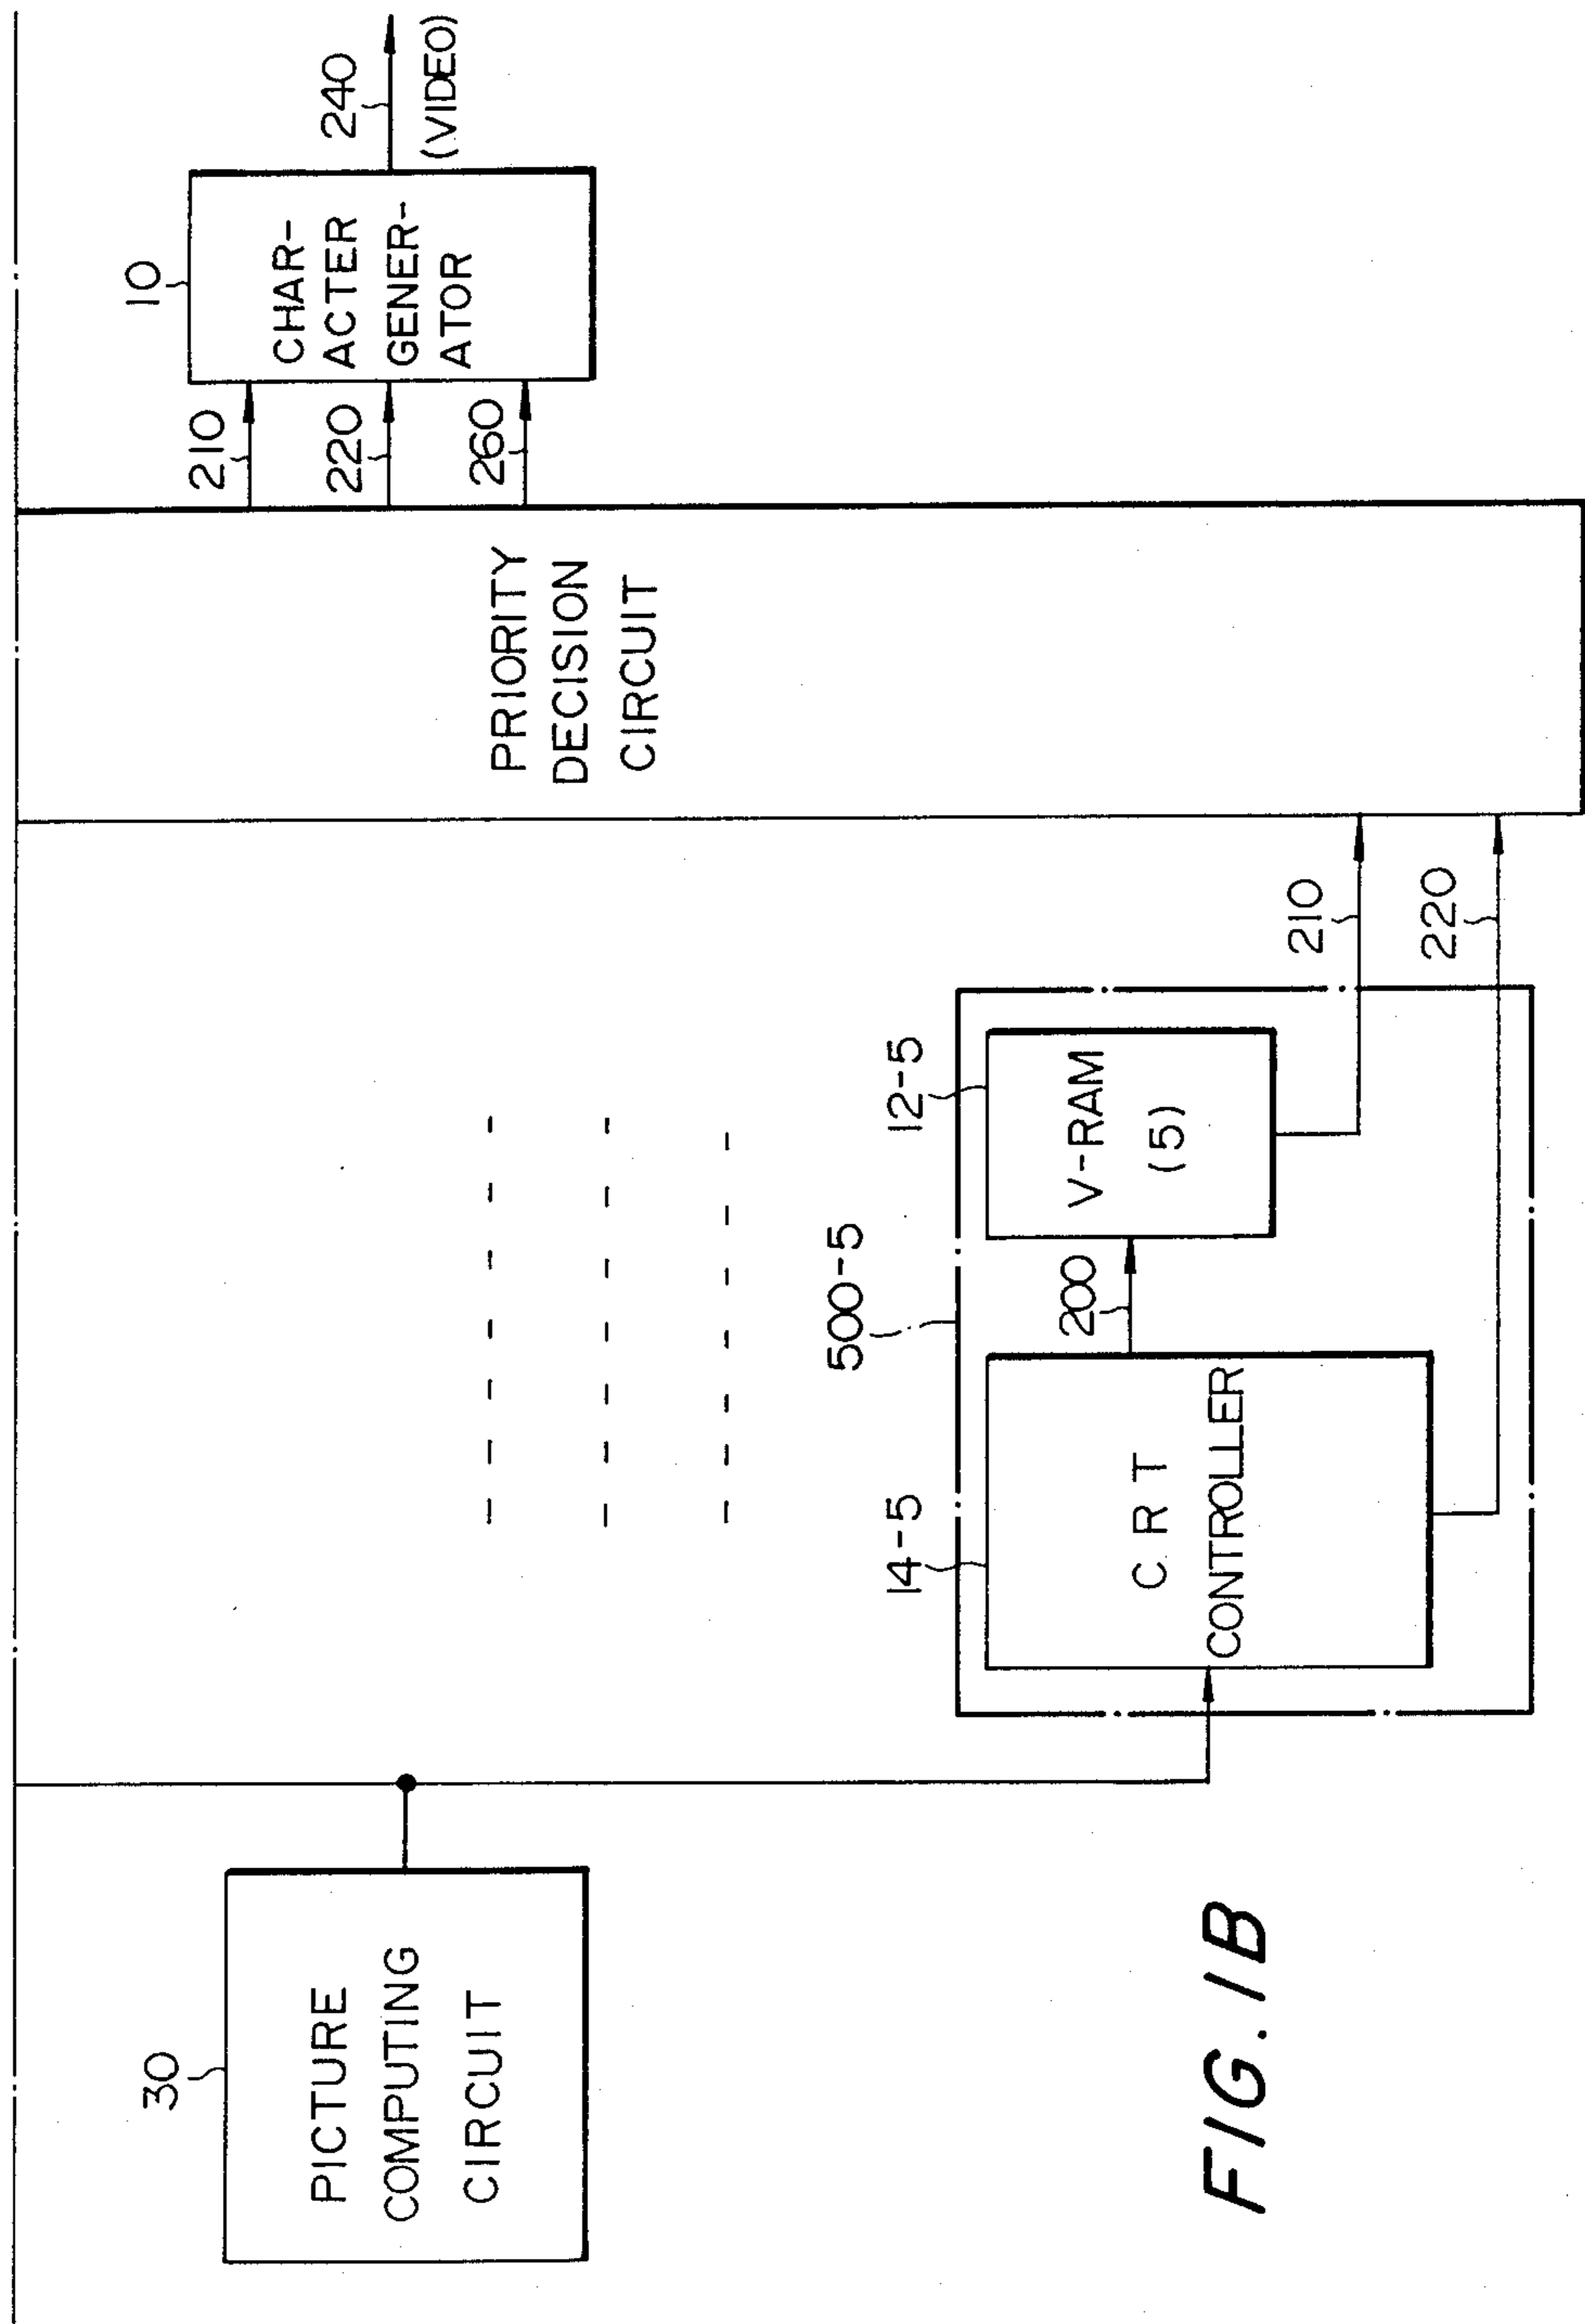 30
PICTURE
COMPUTING
CIRCUIT
14-5
C R T
CONTROLLER
500-5
200
12-5
V-RAM
(5)
210
220
PRIORITY
DECISION
CIRCUIT
210
220
260
10
CHAR-
ACTER
GENER-
ATOR
240
(VIDEO)
FIG. 1B